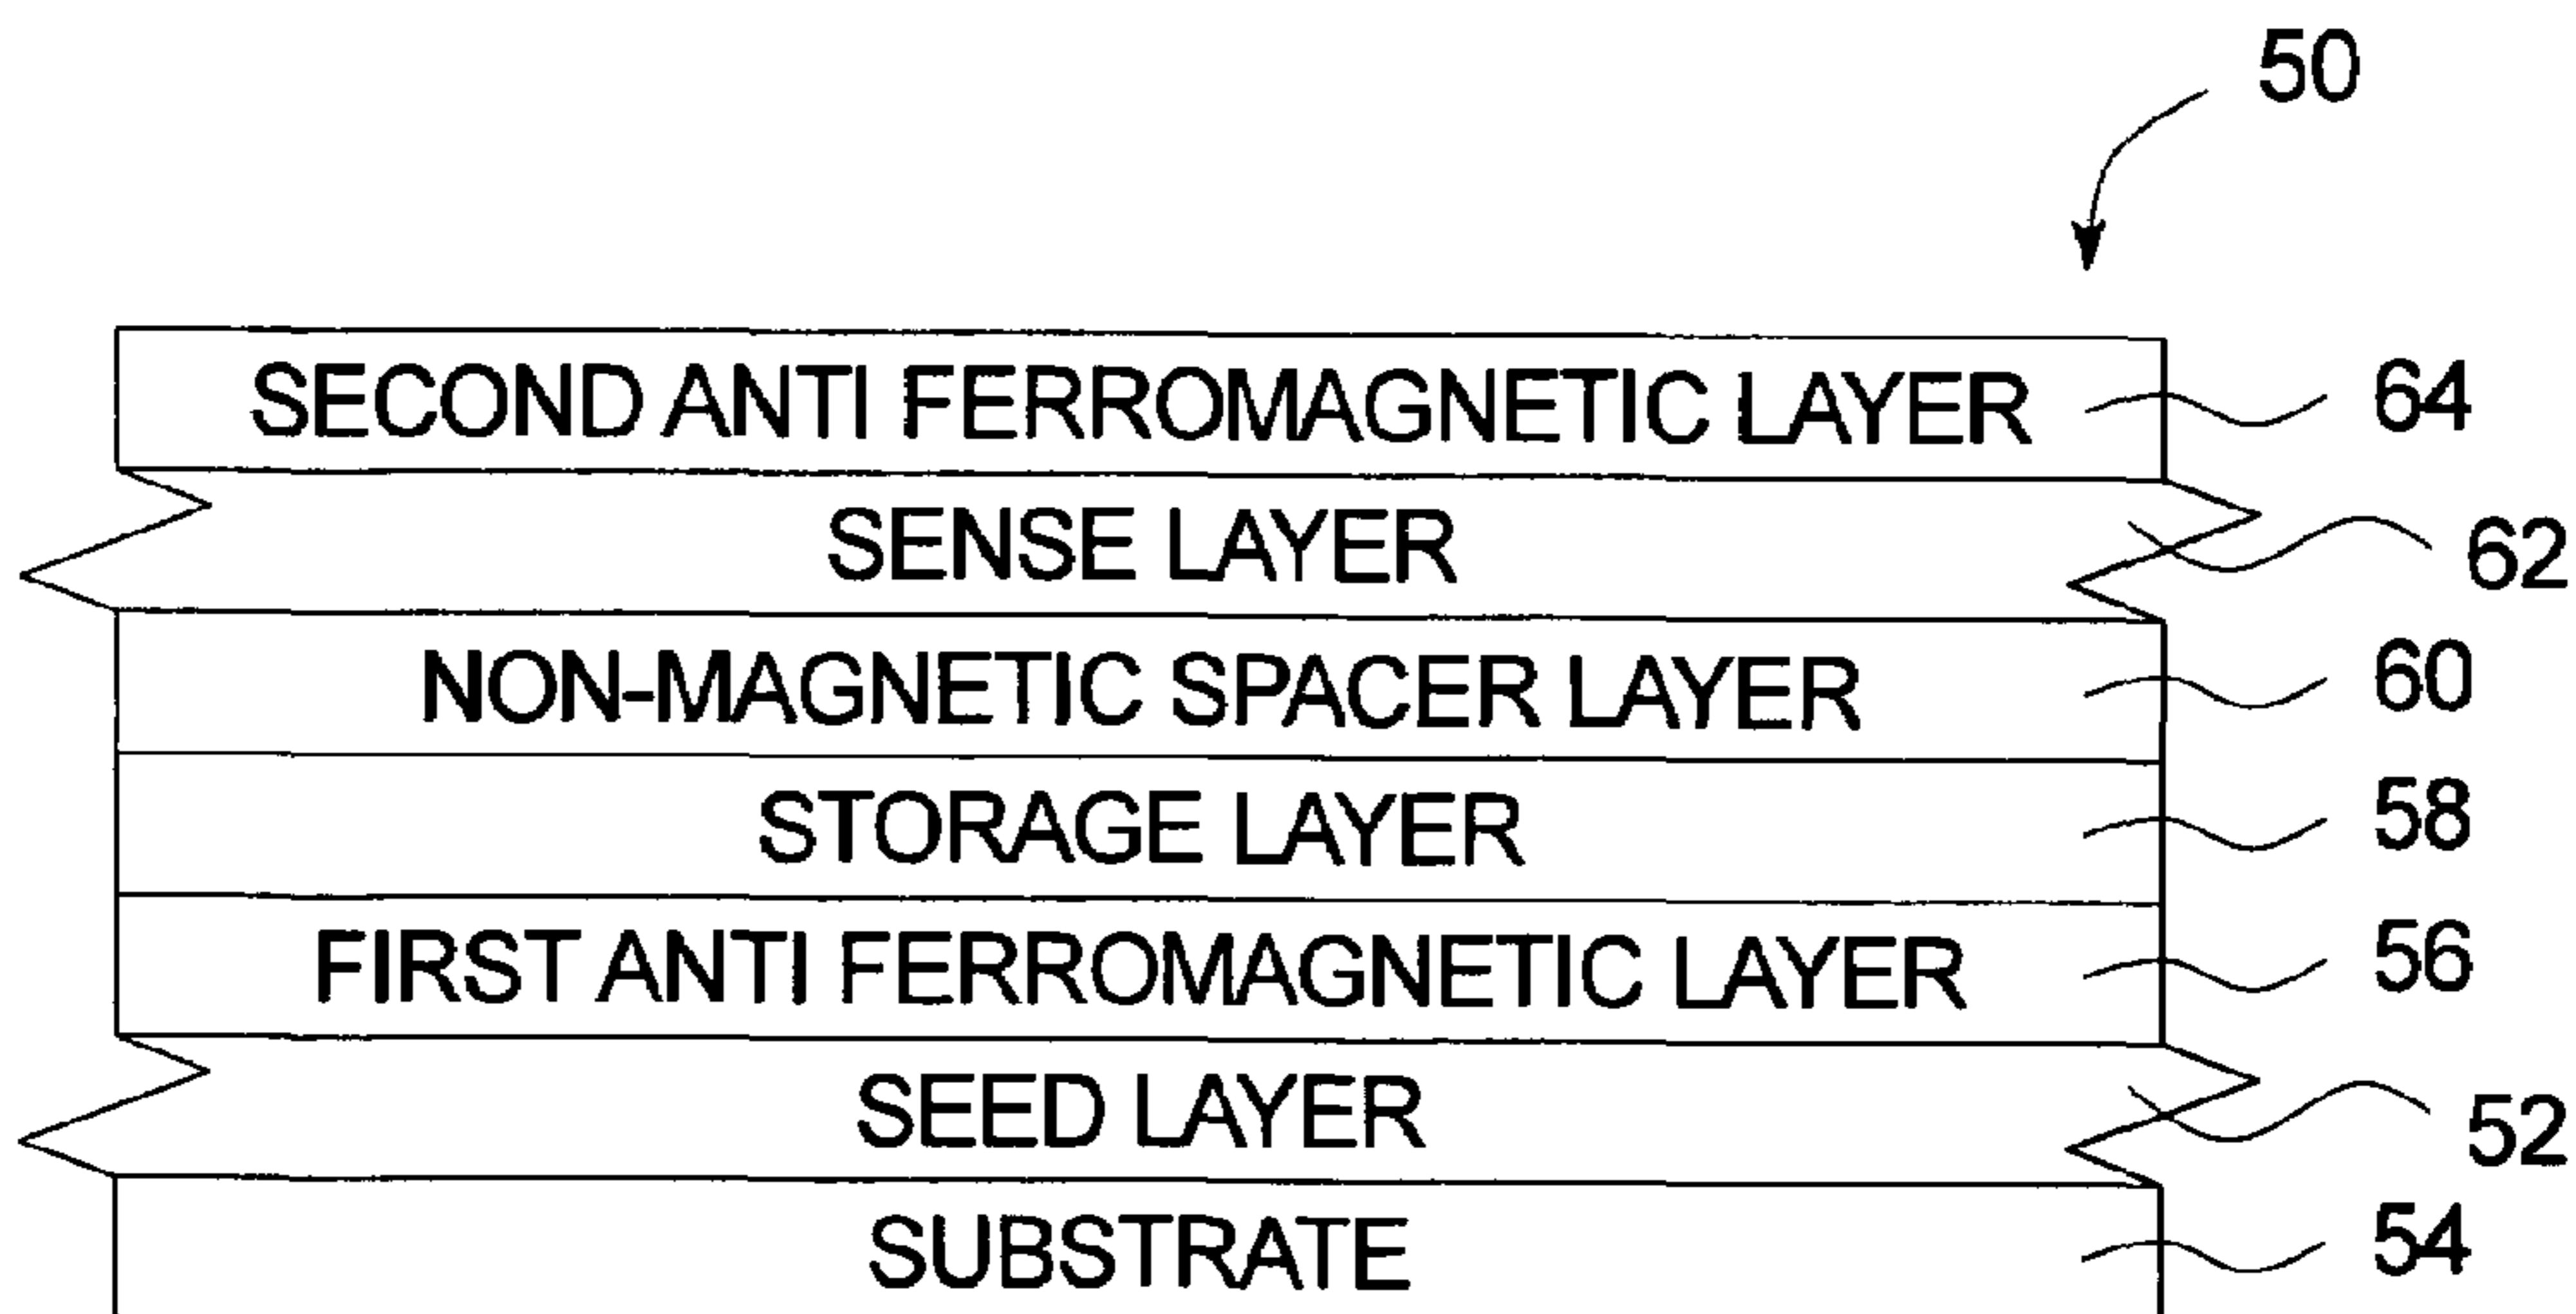 50
SECOND ANTI FERROMAGNETIC LAYER 64
SENSE LAYER 62
NON-MAGNETIC SPACER LAYER 60
STORAGE LAYER 58
FIRST ANTI FERROMAGNETIC LAYER 56
SEED LAYER 52
SUBSTRATE 54